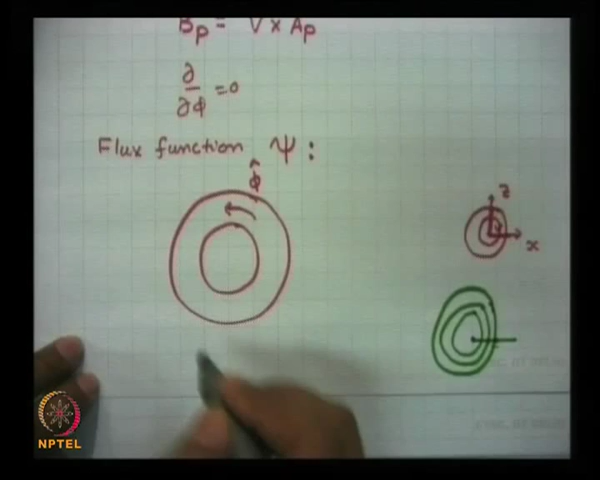 Bp = ∇ × Ap
∂/∂ϕ = 0
Flux function Ψ :
ϕ̂
z
x
NPTEL